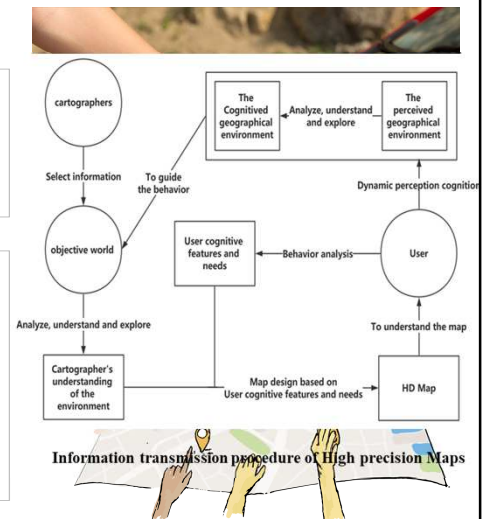 cartographers
Select information
To guide
the behavior
The
Cognitived
geographical
environment
Analyze, understand
and explore
The
perceived
geographical
environment
Dynamic perception cognition
objective world
User cognitive
features and
needs
Behavior analysis
User
Analyze, understand and explore
To understand the map
Cartographer's
understanding
of the
environment
Map design based on
User cognitive features and needs
HD Map
Information transmission procedure of High precision Maps